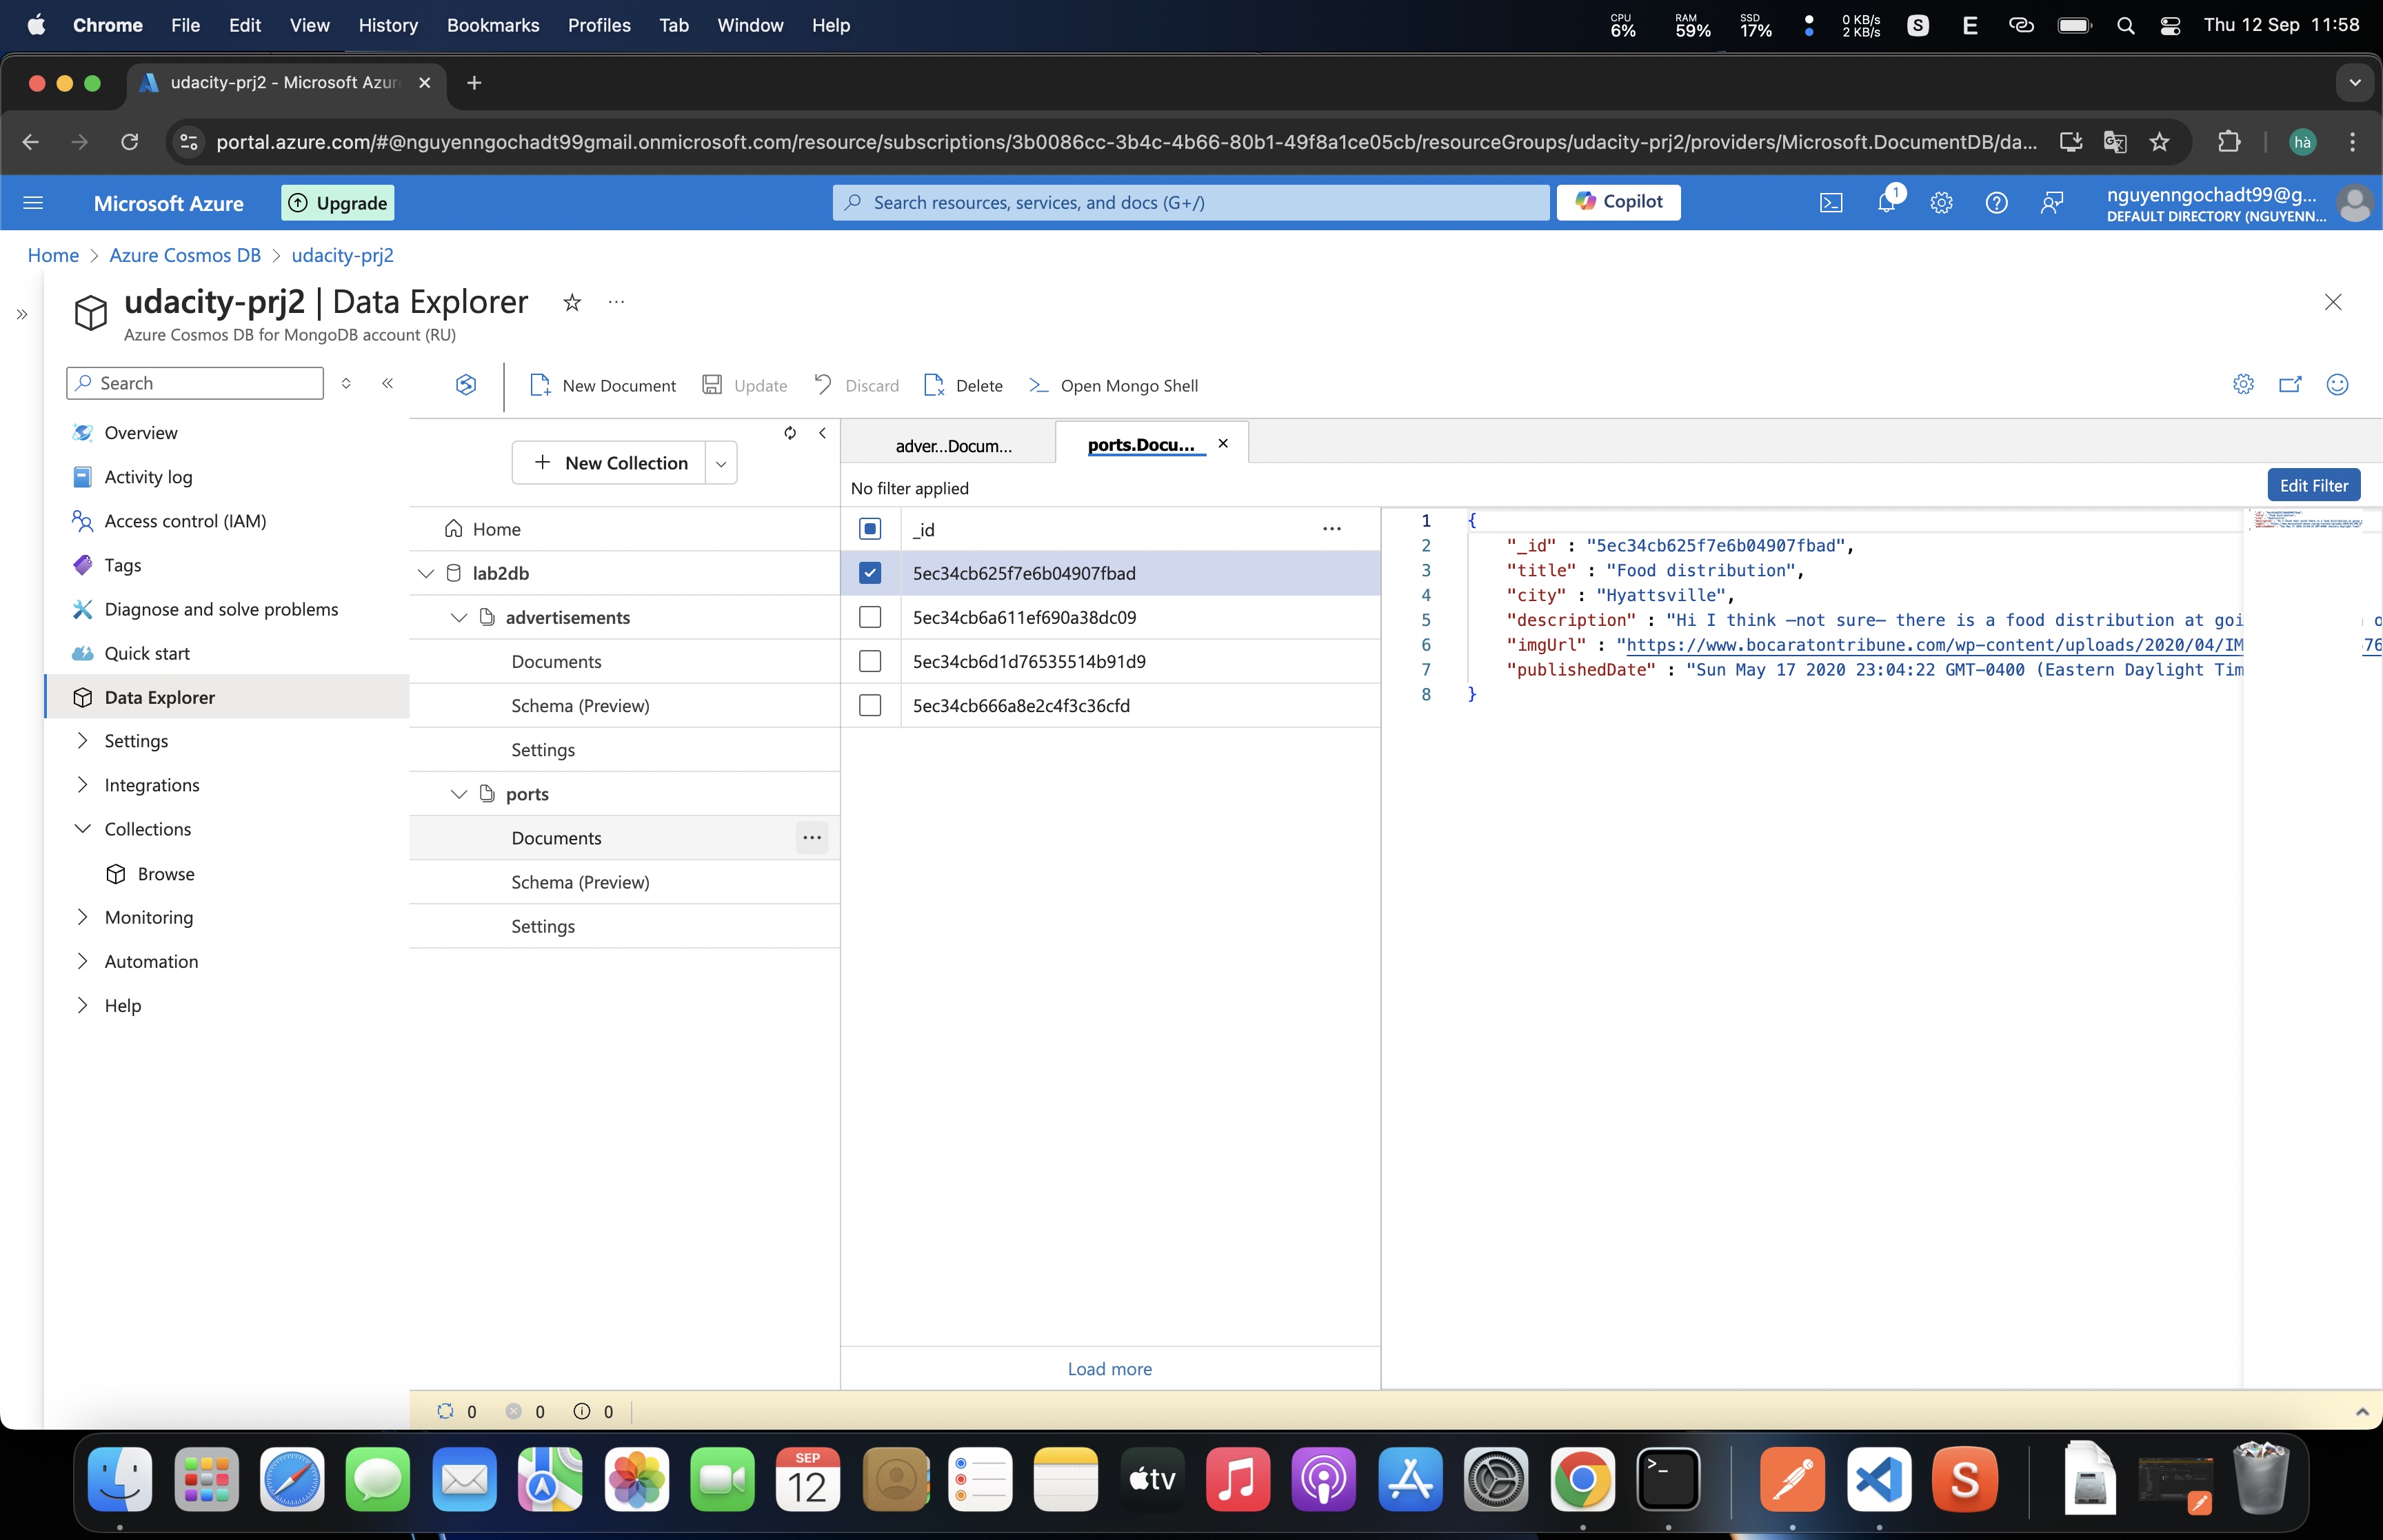 Chrome File Edit View History Bookmarks Profiles Tab Window Help
CPU 6% RAM 59% SSD 17% 0 KB/s 2 KB/s S E Thu 12 Sep 11:58
udacity-prj2 - Microsoft Azur
portal.azure.com/#@nguyenngochadt99gmail.onmicrosoft.com/resource/subscriptions/3b0086cc-3b4c-4b66-80b1-49f8a1ce05cb/resourceGroups/udacity-prj2/providers/Microsoft.DocumentDB/da...
hà
Microsoft Azure
Upgrade
Search resources, services, and docs (G+/)
Copilot
1
nguyenngochadt99@g...
DEFAULT DIRECTORY (NGUYENN...
Home > Azure Cosmos DB > udacity-prj2
udacity-prj2 | Data Explorer
Azure Cosmos DB for MongoDB account (RU)
Search
Overview
Activity log
Access control (IAM)
Tags
Diagnose and solve problems
Quick start
Data Explorer
Settings
Integrations
Collections
Browse
Monitoring
Automation
Help
New Document Update Discard Delete Open Mongo Shell
+ New Collection
Home
lab2db
advertisements
Documents
Schema (Preview)
Settings
ports
Documents
Schema (Preview)
Settings
adver...Docum...
ports.Docu...
No filter applied
Edit Filter
_id
5ec34cb625f7e6b04907fbad
5ec34cb6a611ef690a38dc09
5ec34cb6d1d76535514b91d9
5ec34cb666a8e2c4f3c36cfd
Load more
1 {
2 "_id" : "5ec34cb625f7e6b04907fbad",
3 "title" : "Food distribution",
4 "city" : "Hyattsville",
5 "description" : "Hi I think —not sure— there is a food distribution at goi
6 "imgUrl" : "https://www.bocaratontribune.com/wp-content/uploads/2020/04/IM 76
7 "publishedDate" : "Sun May 17 2020 23:04:22 GMT-0400 (Eastern Daylight Tim
8 }
0 0 0
SEP
12
tv
S